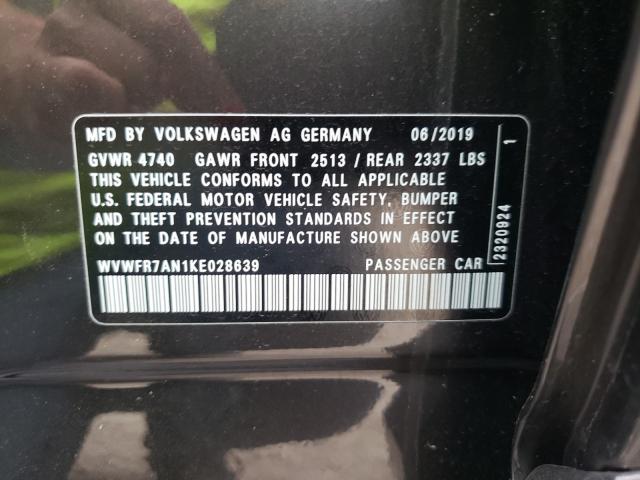 MFD BY VOLKSWAGEN AG GERMANY 06/2019
GVWR 4740 GAWR FRONT 2513 / REAR 2337 LBS
THIS VEHICLE CONFORMS TO ALL APPLICABLE
U.S. FEDERAL MOTOR VEHICLE SAFETY, BUMPER
AND THEFT PREVENTION STANDARDS IN EFFECT
ON THE DATE OF MANUFACTURE SHOWN ABOVE
WVWFR7AN1KE028639 PASSENGER CAR
2320924 1